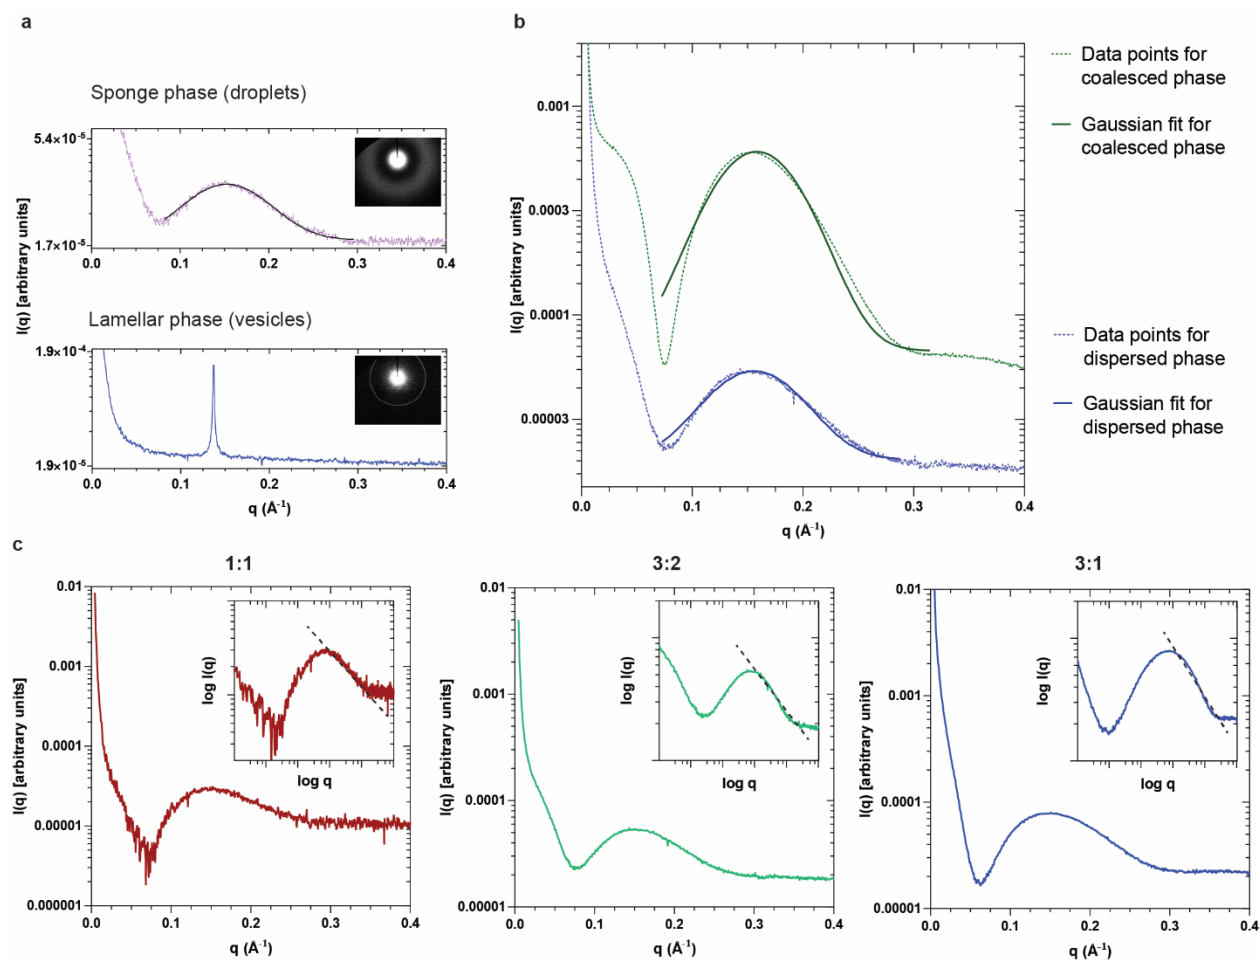 a
Sponge phase (droplets)
5.4×10⁻⁵
1.7×10⁻⁵
0.0 0.1 0.2 0.3 0.4
q (Å⁻¹)
I(q) [arbitrary units]
Lamellar phase (vesicles)
1.9×10⁻⁴
1.9×10⁻⁵
0.0 0.1 0.2 0.3 0.4
q (Å⁻¹)
b
0.001
0.0003
0.0001
0.00003
I(q) [arbitrary units]
0.0 0.1 0.2 0.3 0.4
q (Å⁻¹)
Data points for
coalesced phase
Gaussian fit for
coalesced phase
Data points for
dispersed phase
Gaussian fit for
dispersed phase
c
1:1
0.01
0.001
0.0001
0.00001
0.000001
I(q) [arbitrary units]
log I(q)
log q
0.0 0.1 0.2 0.3 0.4
q (Å⁻¹)
3:2
0.01
0.001
0.0001
0.00001
I(q) [arbitrary units]
log I(q)
log q
0.0 0.1 0.2 0.3 0.4
q (Å⁻¹)
3:1
0.01
0.001
0.0001
0.00001
I(q) [arbitrary units]
log I(q)
log q
0.0 0.1 0.2 0.3 0.4
q (Å⁻¹)